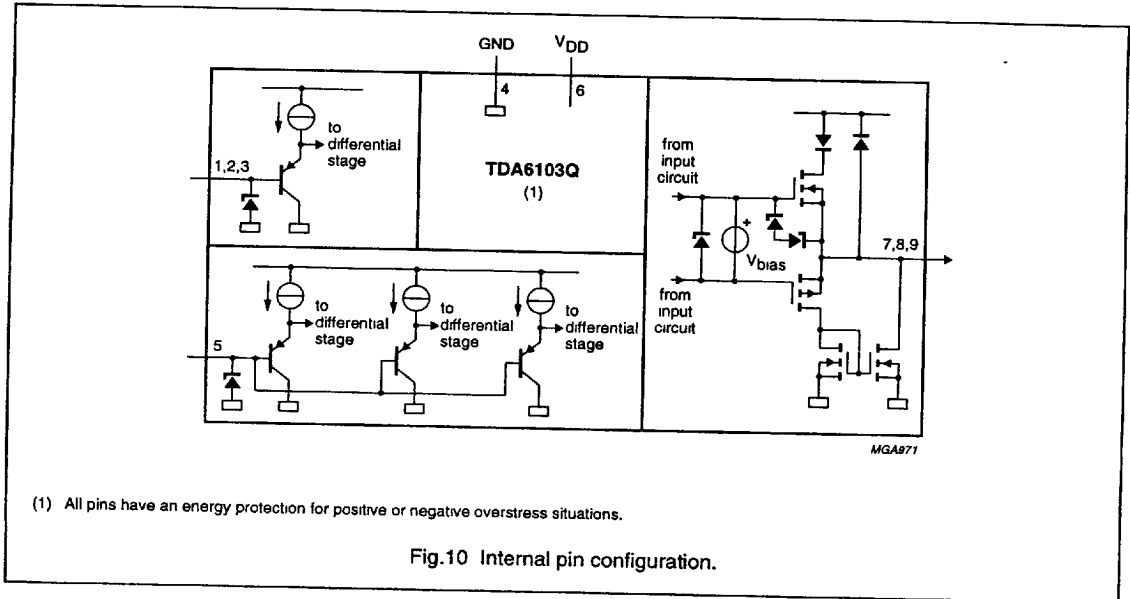 GND
VDD
4
6
to
differential
stage
1,2,3
TDA6103Q
(1)
from
input
circuit
+
Vbias
7,8,9
from
input
circuit
to
differential
stage
to
differential
stage
to
differential
stage
5
MGA971
(1) All pins have an energy protection for positive or negative overstress situations.
Fig.10 Internal pin configuration.